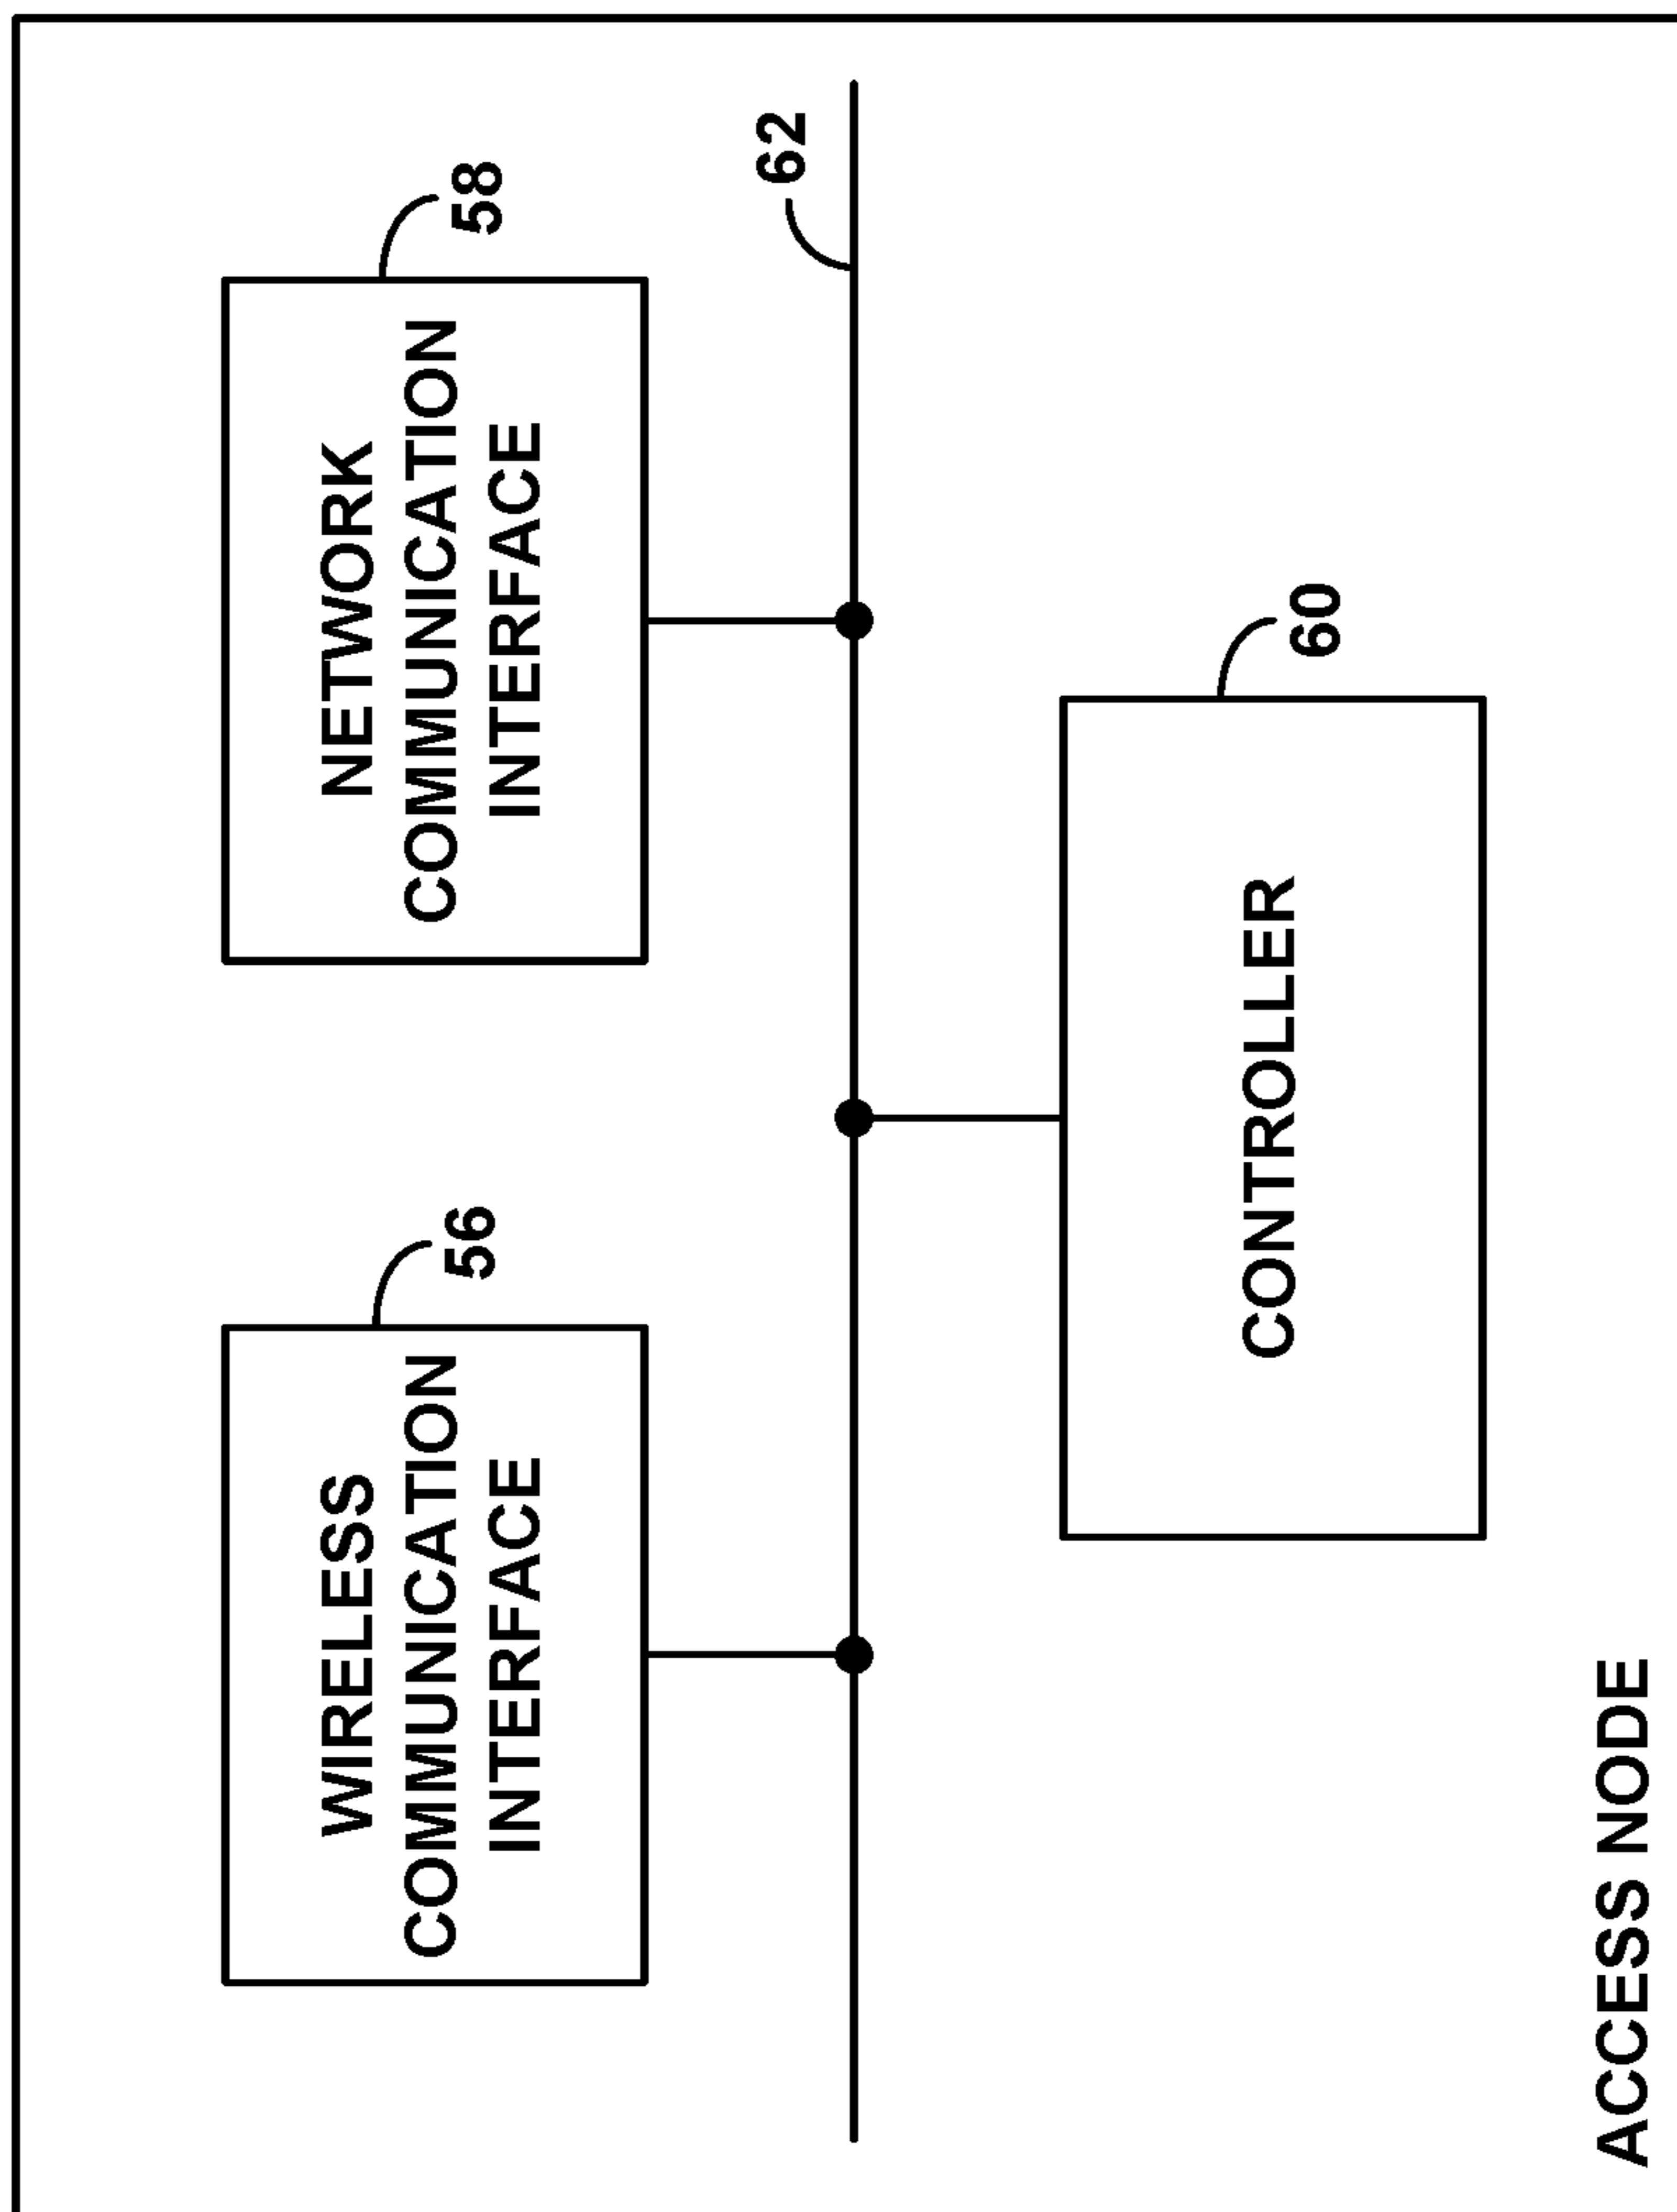 WIRELESS
COMMUNICATION
INTERFACE
56
NETWORK
COMMUNICATION
INTERFACE
58
62
CONTROLLER
60
ACCESS NODE